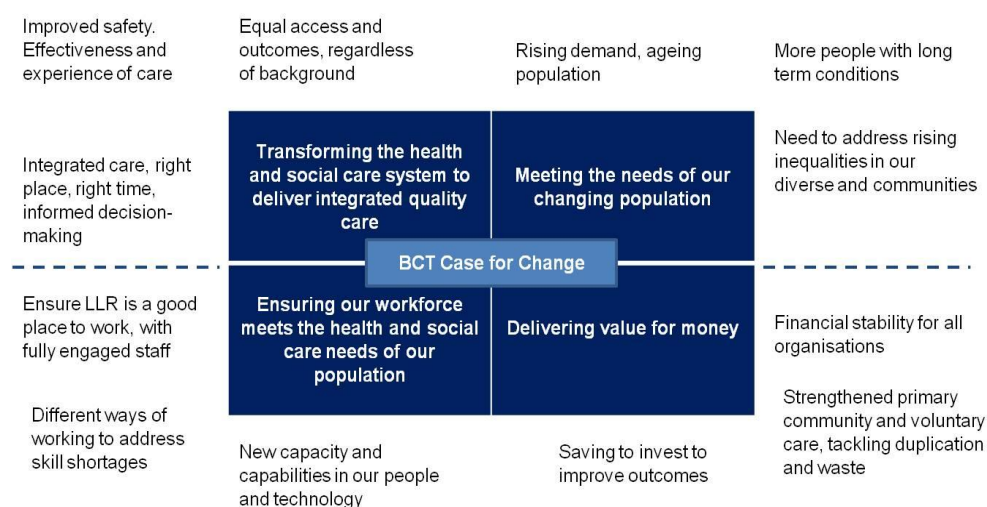 Improved safety.
Effectiveness and
experience of care
Equal access and
outcomes, regardless
of background
Rising demand, ageing
population
More people with long
term conditions
Integrated care, right
place, right time,
informed decision-
making
Transforming the health
and social care system to
deliver integrated quality
care
Meeting the needs of our
changing population
Need to address rising
inequalities in our
diverse and communities
BCT Case for Change
Ensure LLR is a good
place to work, with
fully engaged staff
Ensuring our workforce
meets the health and social
care needs of our
population
Delivering value for money
Financial stability for all
organisations
Different ways of
working to address
skill shortages
New capacity and
capabilities in our people
and technology
Saving to invest to
improve outcomes
Strengthened primary
community and voluntary
care, tackling duplication
and waste